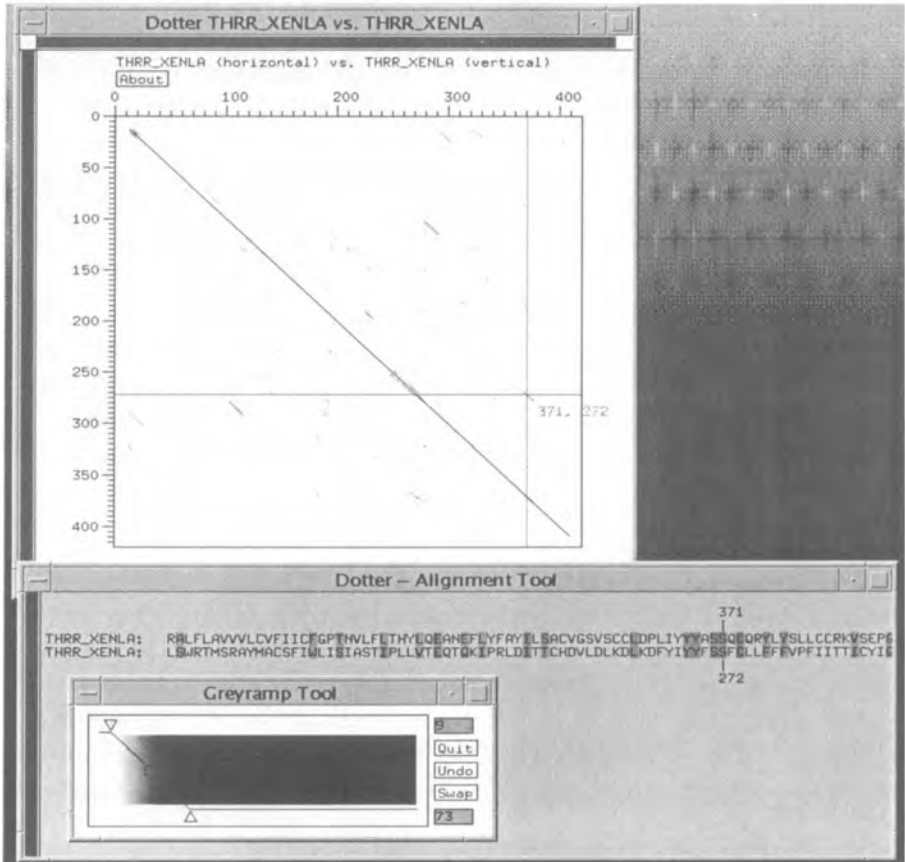 Dotter THRR_XENLA vs. THRR_XENLA
THRR_XENLA (horizontal) vs. THRR_XENLA (vertical)
About
0 100 200 300 400
0
50
100
150
200
250
300
350
400
371, 272
Dotter – Alignment Tool
371
THRR_XENLA: RALFLAVVVLCVFIICFGPTNVLFLTHYLQEANEFLYFAYILSACVGSVSCCLDPLIYYYASSQCQRYLYSLLCCRKVSEPG
THRR_XENLA: LSWRTMSRAYMACSFIWLISIASTIPLLVTEQTQKIPRLDITTCHDVLDLKDLKDFYIYYFSSFCLLFFFVPFIITTICYIG
272
Greyramp Tool
9
Quit
Undo
Swap
73